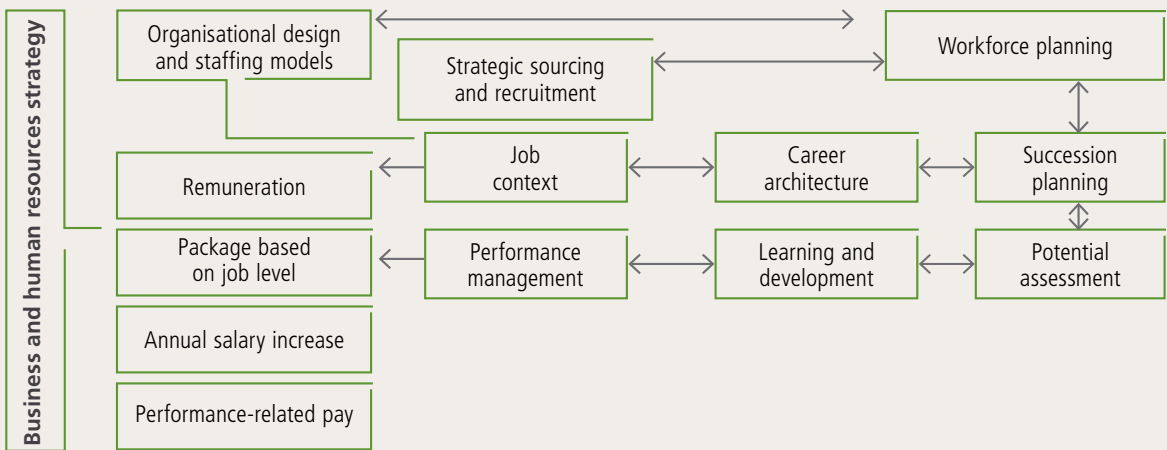 Business and human resources strategy
Organisational design
and staffing models
Strategic sourcing
and recruitment
Workforce planning
Remuneration
Job
context
Career
architecture
Succession
planning
Package based
on job level
Performance
management
Learning and
development
Potential
assessment
Annual salary increase
Performance-related pay